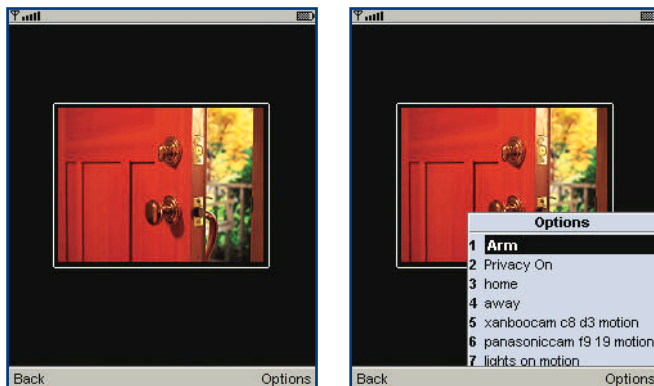 Back Options
Options
1 Arm
2 Privacy On
3 home
4 away
5 xanboocam c8 d3 motion
6 panasoniccam f9 19 motion
7 lights on motion
Back Options